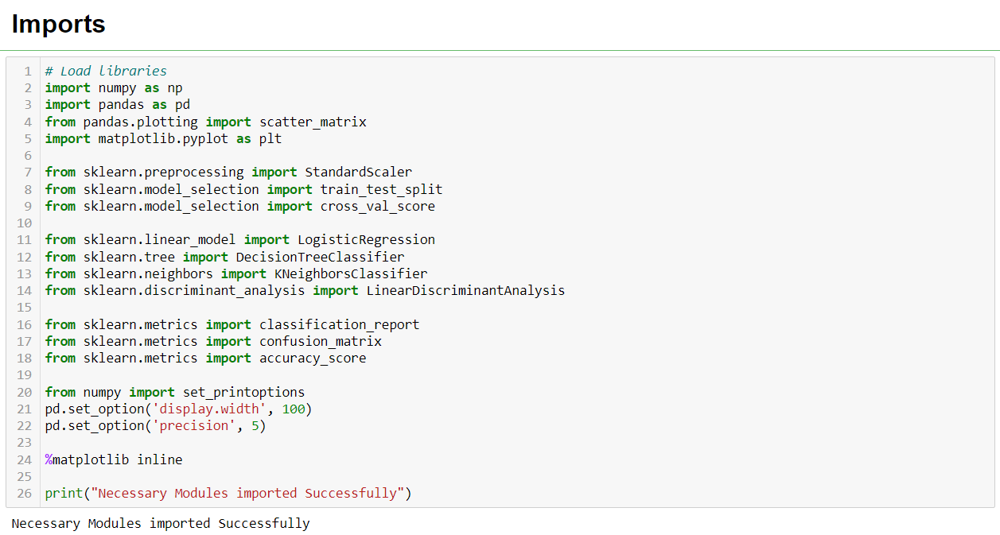 Imports
1 # Load libraries
2 import numpy as np
3 import pandas as pd
4 from pandas.plotting import scatter_matrix
5 import matplotlib.pyplot as plt
6
7 from sklearn.preprocessing import StandardScaler
8 from sklearn.model_selection import train_test_split
9 from sklearn.model_selection import cross_val_score
10
11 from sklearn.linear_model import LogisticRegression
12 from sklearn.tree import DecisionTreeClassifier
13 from sklearn.neighbors import KNeighborsClassifier
14 from sklearn.discriminant_analysis import LinearDiscriminantAnalysis
15
16 from sklearn.metrics import classification_report
17 from sklearn.metrics import confusion_matrix
18 from sklearn.metrics import accuracy_score
19
20 from numpy import set_printoptions
21 pd.set_option('display.width', 100)
22 pd.set_option('precision', 5)
23
24 %matplotlib inline
25
26 print("Necessary Modules imported Successfully")
Necessary Modules imported Successfully